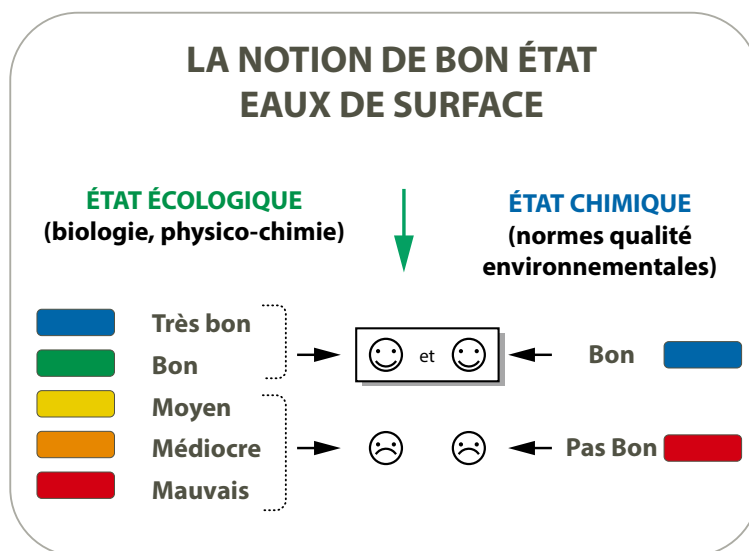 LA NOTION DE BON ÉTAT
EAUX DE SURFACE
ÉTAT ÉCOLOGIQUE
(biologie, physico-chimie)
ÉTAT CHIMIQUE
(normes qualité
environnementales)
Très bon
Bon
Moyen
Médiocre
Mauvais
et
Bon
Pas Bon